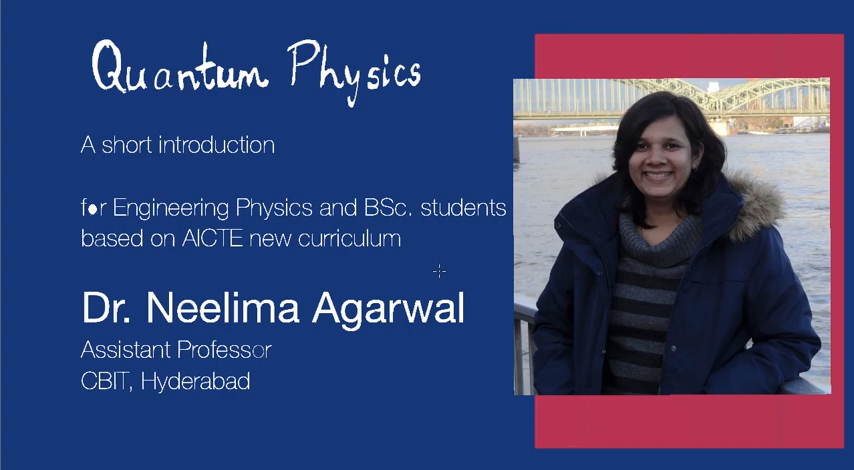 Quantum Physics
A short introduction
for Engineering Physics and BSc. students
based on AICTE new curriculum
Dr. Neelima Agarwal
Assistant Professor
CBIT, Hyderabad